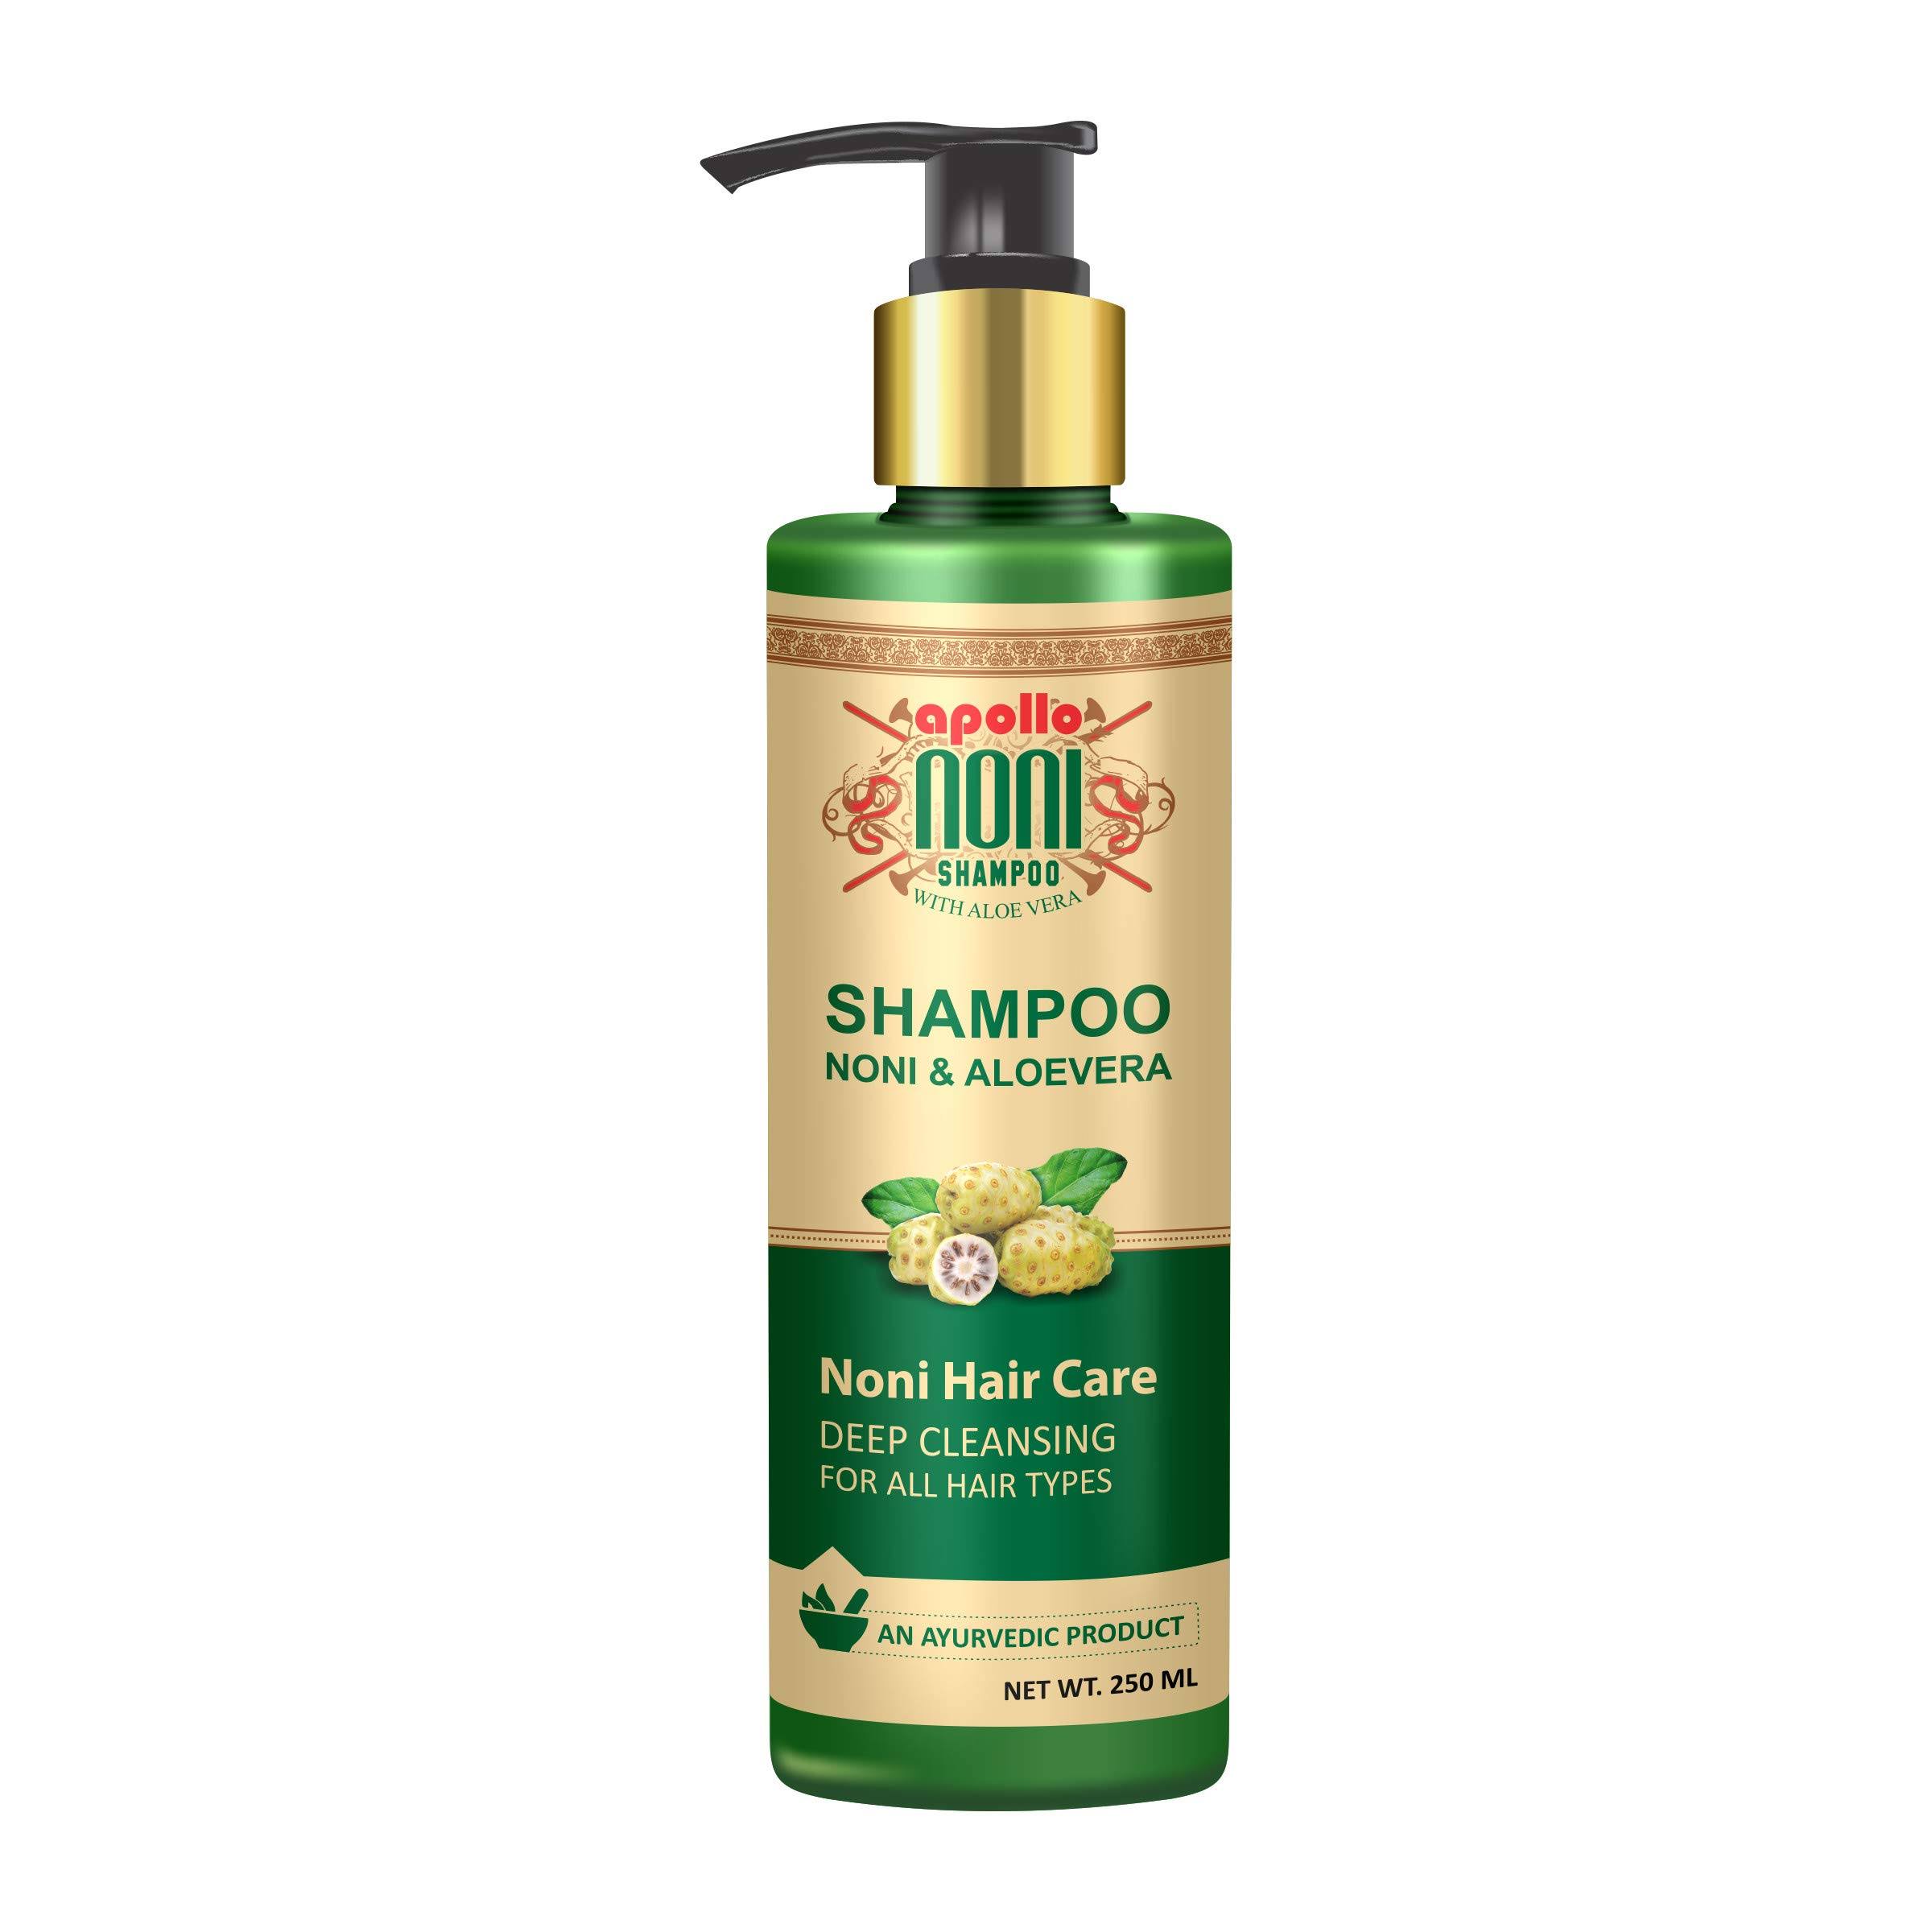 apollo
NONI
SHAMPOO
WITH ALOE VERA
SHAMPOO
NONI & ALOEVERA
Noni Hair Care
DEEP CLEANSING
FOR ALL HAIR TYPES
AN AYURVEDIC PRODUCT
NET WT. 250 ML